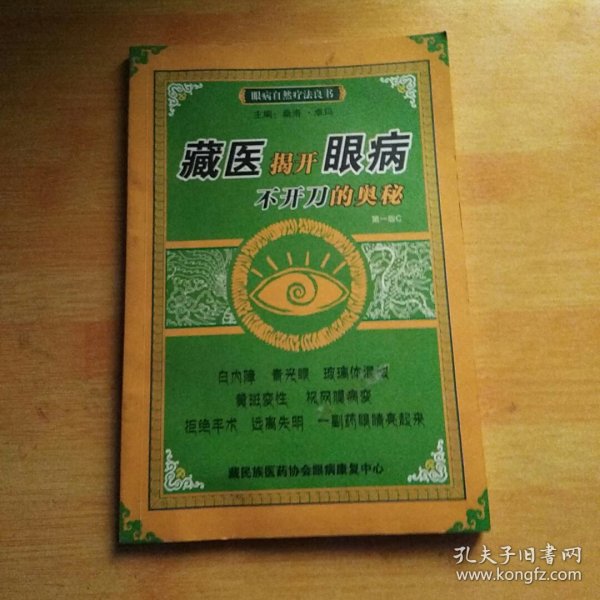 眼病自然疗法良书
主编：桑吉·卓玛
藏医揭开眼病
不开刀的奥秘
第一版C
白内障 青光眼 玻璃体混浊
黄斑变性 视网膜病变
拒绝手术 远离失明 一副药眼睛亮起来
藏民族医药协会眼病康复中心
孔夫子旧书网
www.kongfz.com